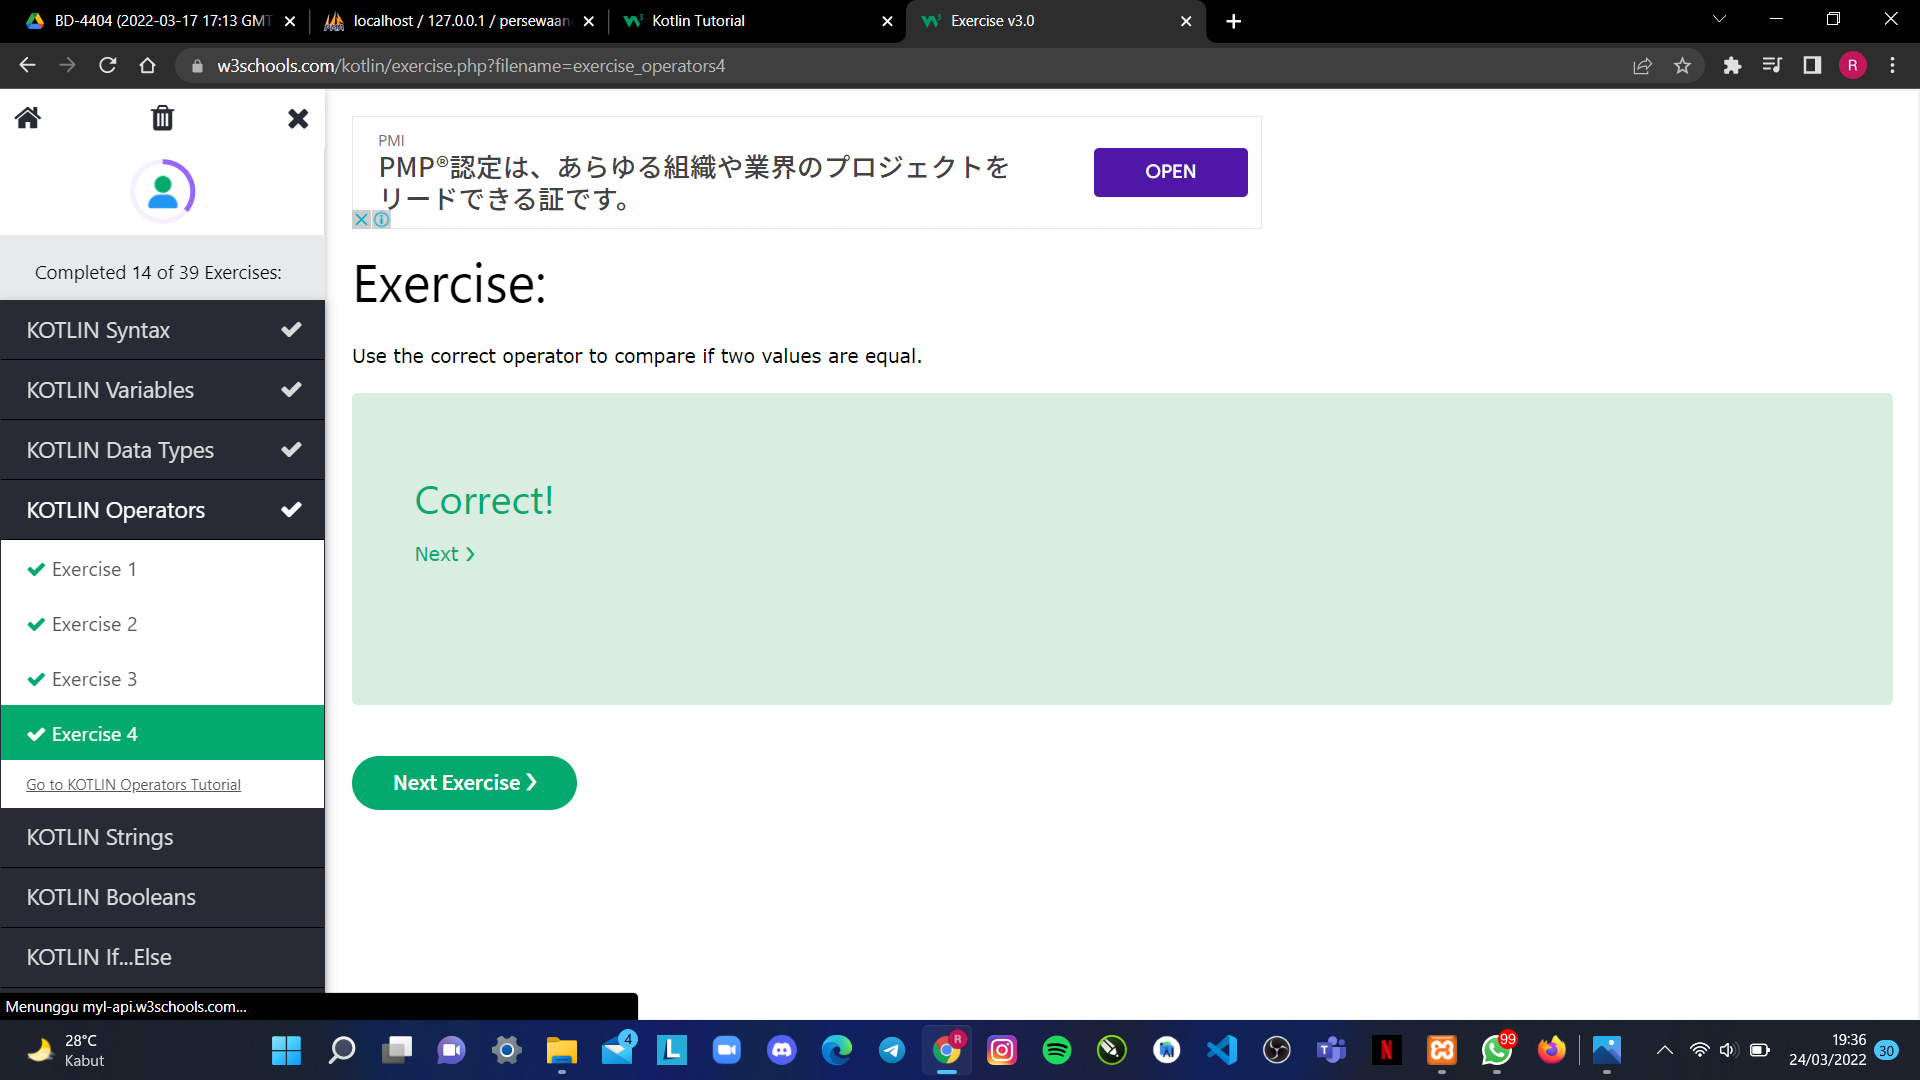 BD-4404 (2022-03-17 17:13 GMT
localhost / 127.0.0.1 / persewaan
Kotlin Tutorial
Exercise v3.0
w3schools.com/kotlin/exercise.php?filename=exercise_operators4
R
PMI
PMP®認定は、あらゆる組織や業界のプロジェクトを
リードできる証です。
OPEN
Completed 14 of 39 Exercises:
KOTLIN Syntax
KOTLIN Variables
KOTLIN Data Types
KOTLIN Operators
Exercise 1
Exercise 2
Exercise 3
Exercise 4
Go to KOTLIN Operators Tutorial
KOTLIN Strings
KOTLIN Booleans
KOTLIN If...Else
Exercise:
Use the correct operator to compare if two values are equal.
Correct!
Next ❯
Next Exercise ❯
Menunggu myl-api.w3schools.com...
28°C
Kabut
4
L
R
N
99
19:36
24/03/2022
30